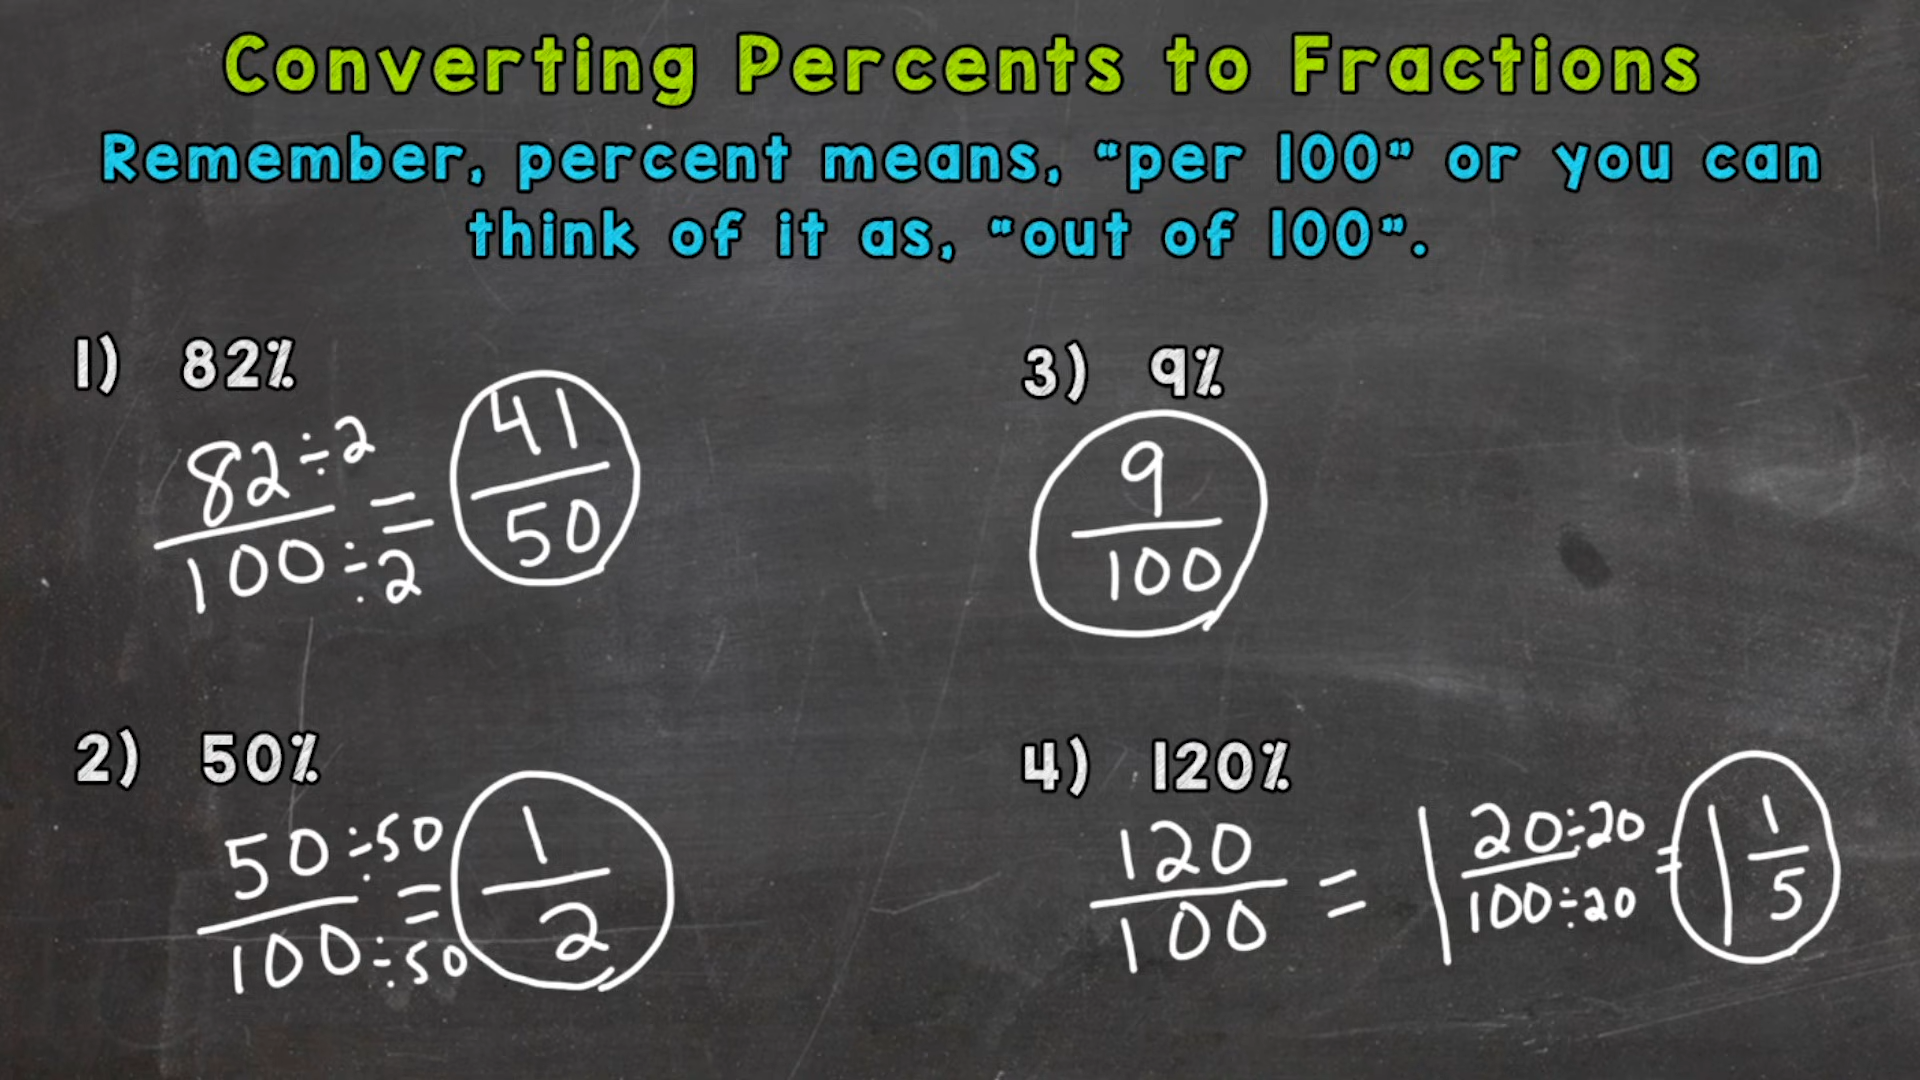 Converting Percents to Fractions
Remember, percent means, "per 100" or you can
think of it as, "out of 100".
1) 82%
82 ÷ 2
100 ÷ 2
=
41
50
2) 50%
50 ÷ 50
100 ÷ 50
=
1
2
3) 9%
9
100
4) 120%
120
100
= 1
20 ÷ 20
100 ÷ 20
= 1
1
5